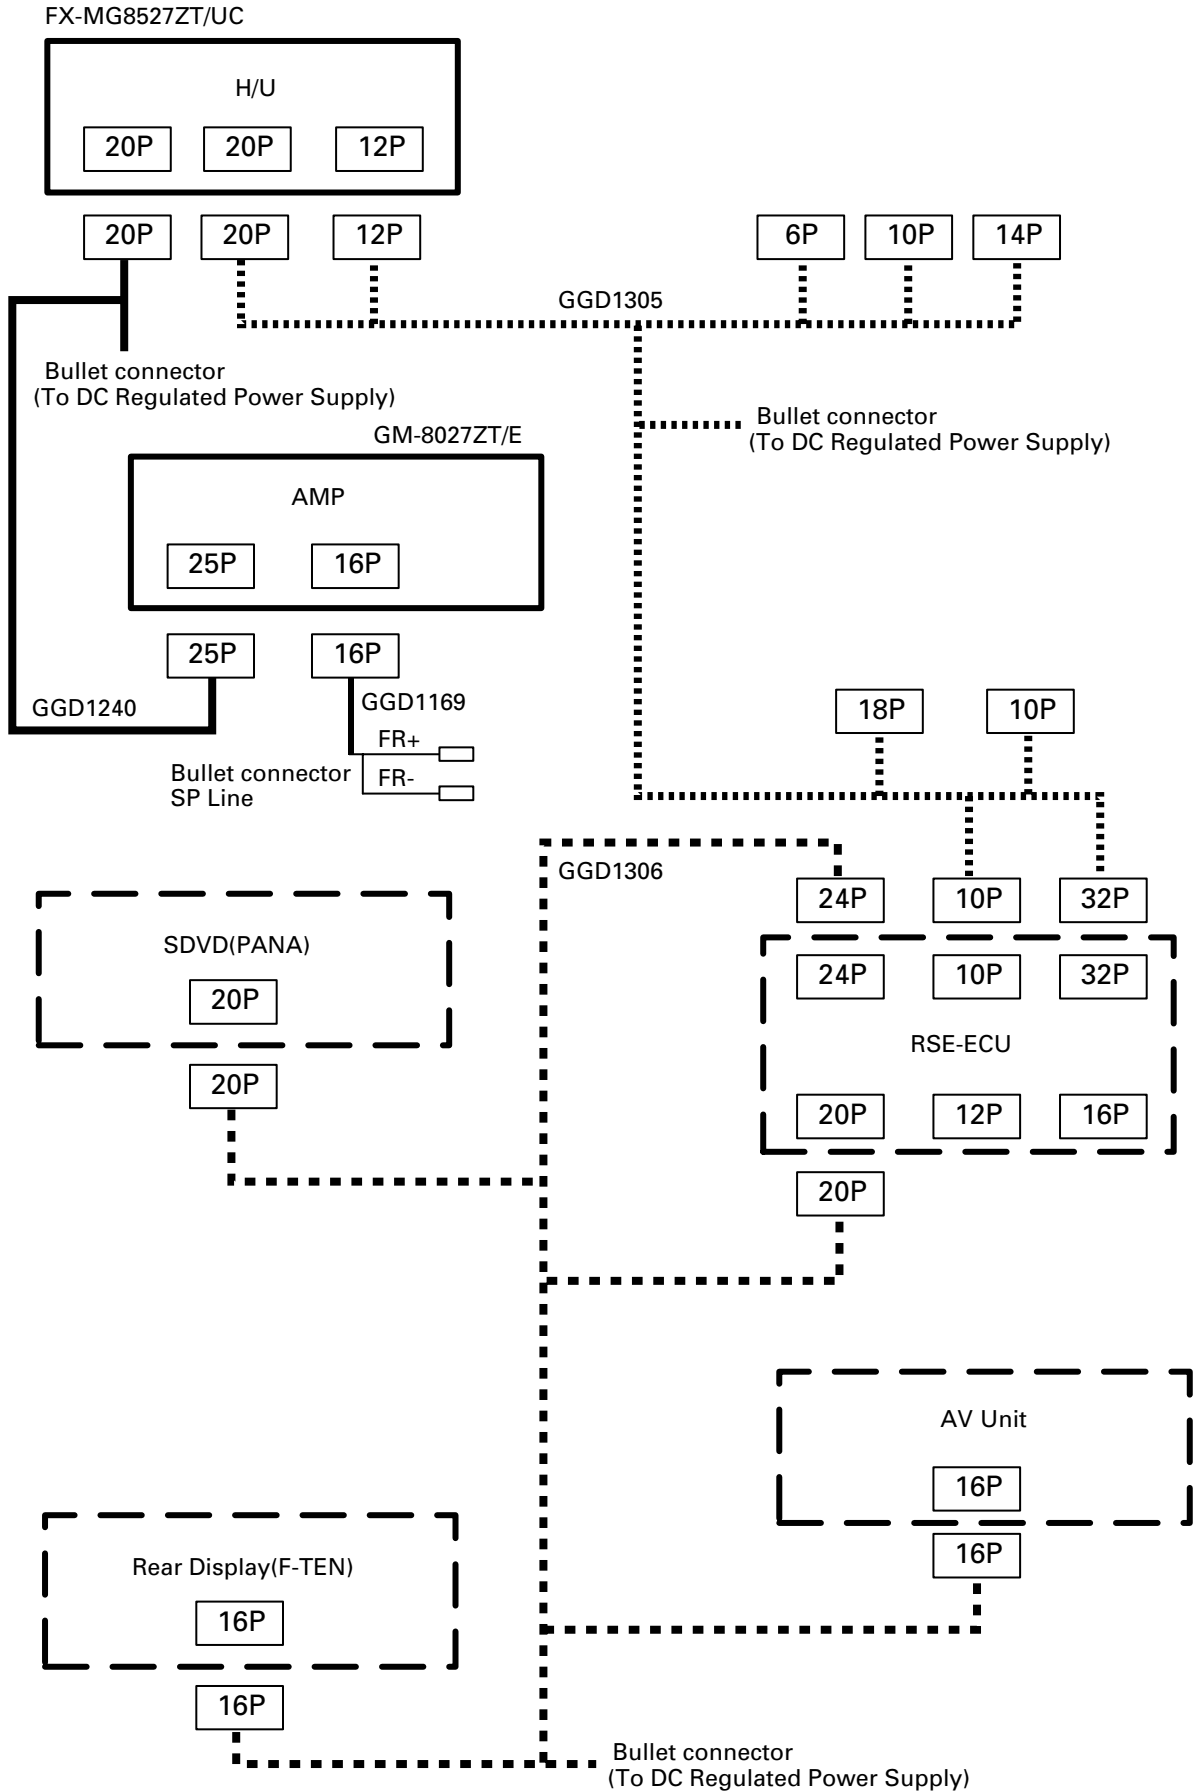 FX-MG8527ZT/UC
H/U
20P 20P 12P
20P 20P 12P
6P 10P 14P
GGD1305
Bullet connector
(To DC Regulated Power Supply)
Bullet connector
(To DC Regulated Power Supply)
GM-8027ZT/E
AMP
25P 16P
25P 16P
GGD1240
GGD1169
FR+
FR-
Bullet connector
SP Line
18P 10P
GGD1306
24P 10P 32P
24P 10P 32P
RSE-ECU
20P 12P 16P
20P
SDVD(PANA)
20P
20P
AV Unit
16P
16P
Rear Display(F-TEN)
16P
16P
Bullet connector
(To DC Regulated Power Supply)